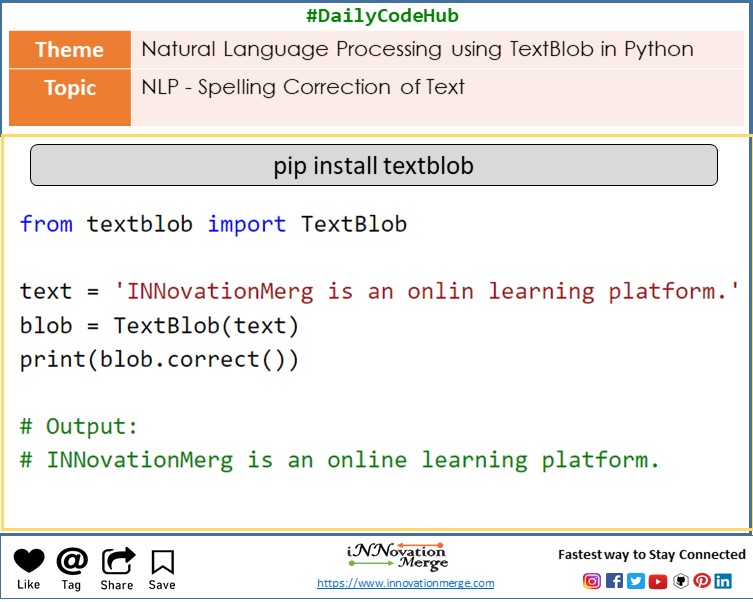 #DailyCodeHub
Theme Natural Language Processing using TextBlob in Python
Topic NLP - Spelling Correction of Text
pip install textblob
from textblob import TextBlob
text = 'INNovationMerg is an onlin learning platform.'
blob = TextBlob(text)
print(blob.correct())
# Output:
# INNovationMerg is an online learning platform.
iNNovation
Merge
Fastest way to Stay Connected
Like Tag Share Save
https://www.innovationmerge.com